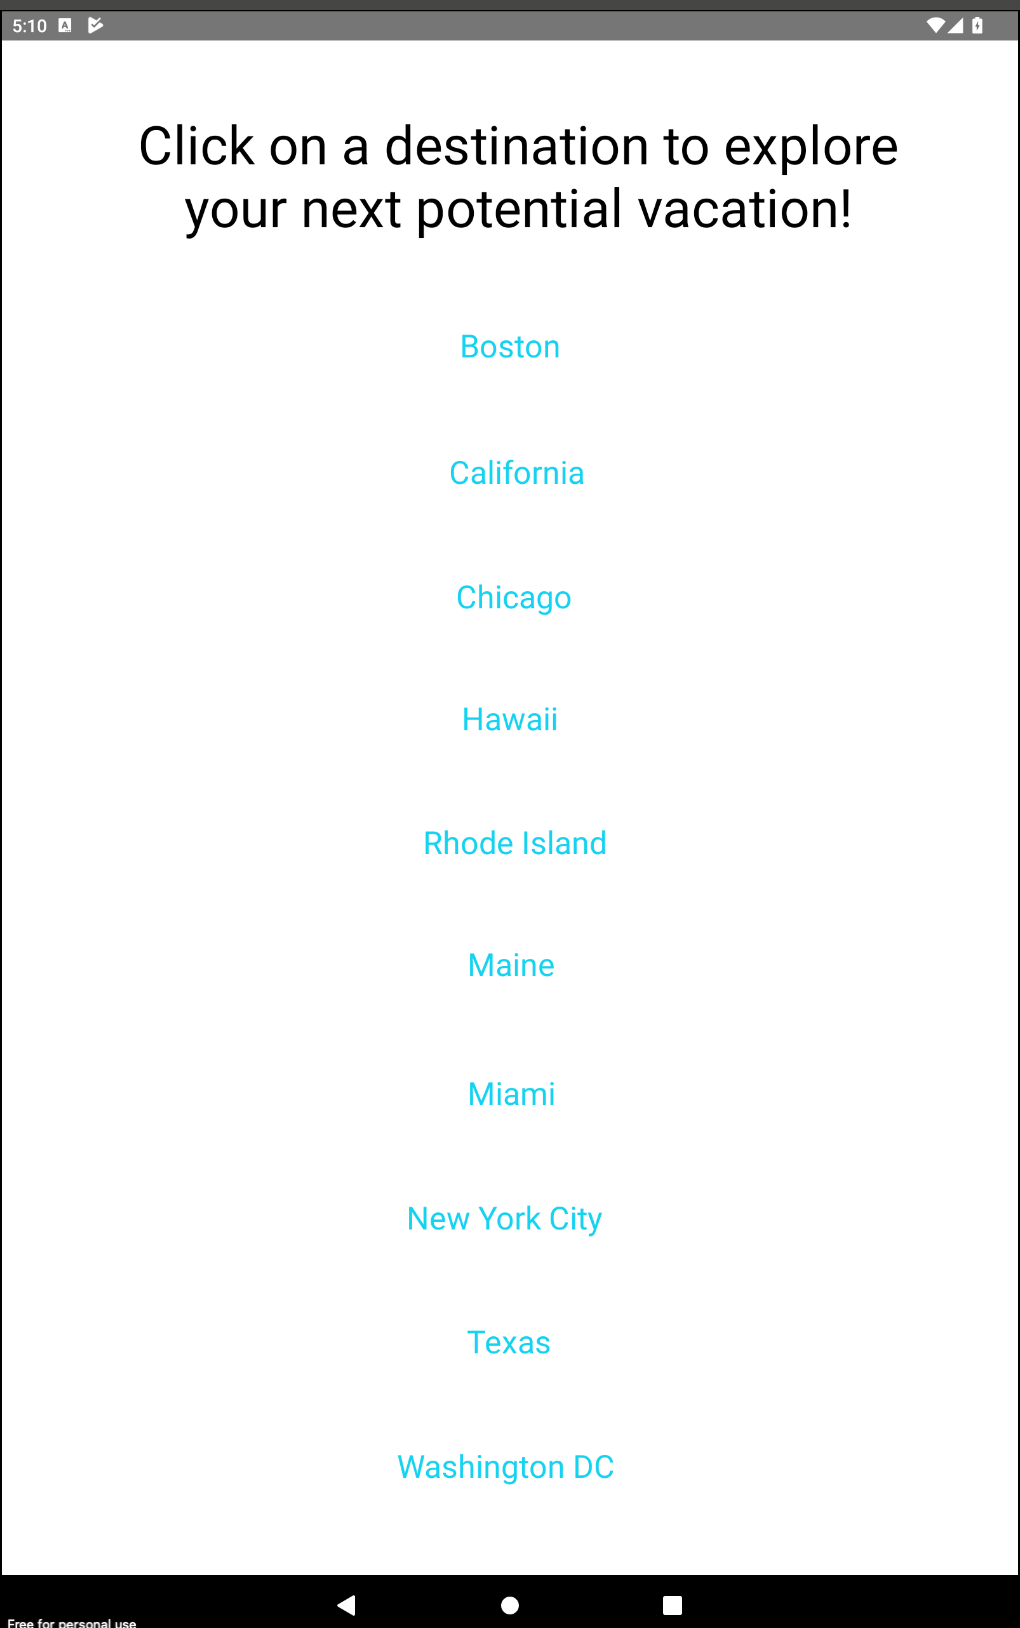 5:10
Click on a destination to explore
your next potential vacation!
Boston
California
Chicago
Hawaii
Rhode Island
Maine
Miami
New York City
Texas
Washington DC
Free for personal use